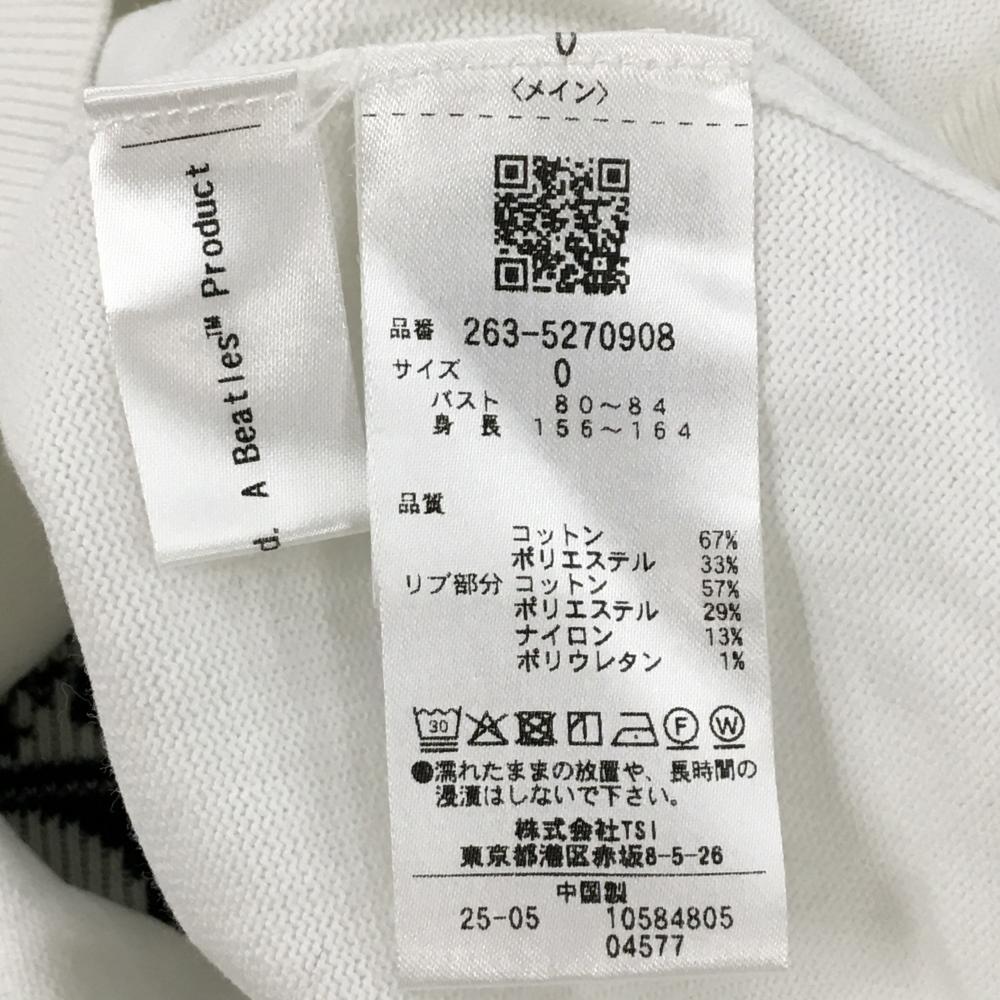 0
〈メイン〉
品番 263-5270908
サイズ 0
バスト 80～84
身長 156～164
品質
コットン 67%
ポリエステル 33%
リブ部分 コットン 57%
ポリエステル 29%
ナイロン 13%
ポリウレタン 1%
30 F W
●濡れたままの放置や、長時間の
浸漬はしないで下さい。
株式会社TSI
東京都港区赤坂8-5-26
中国製
25-05 10584805
04577
d. A Beatles™ Product